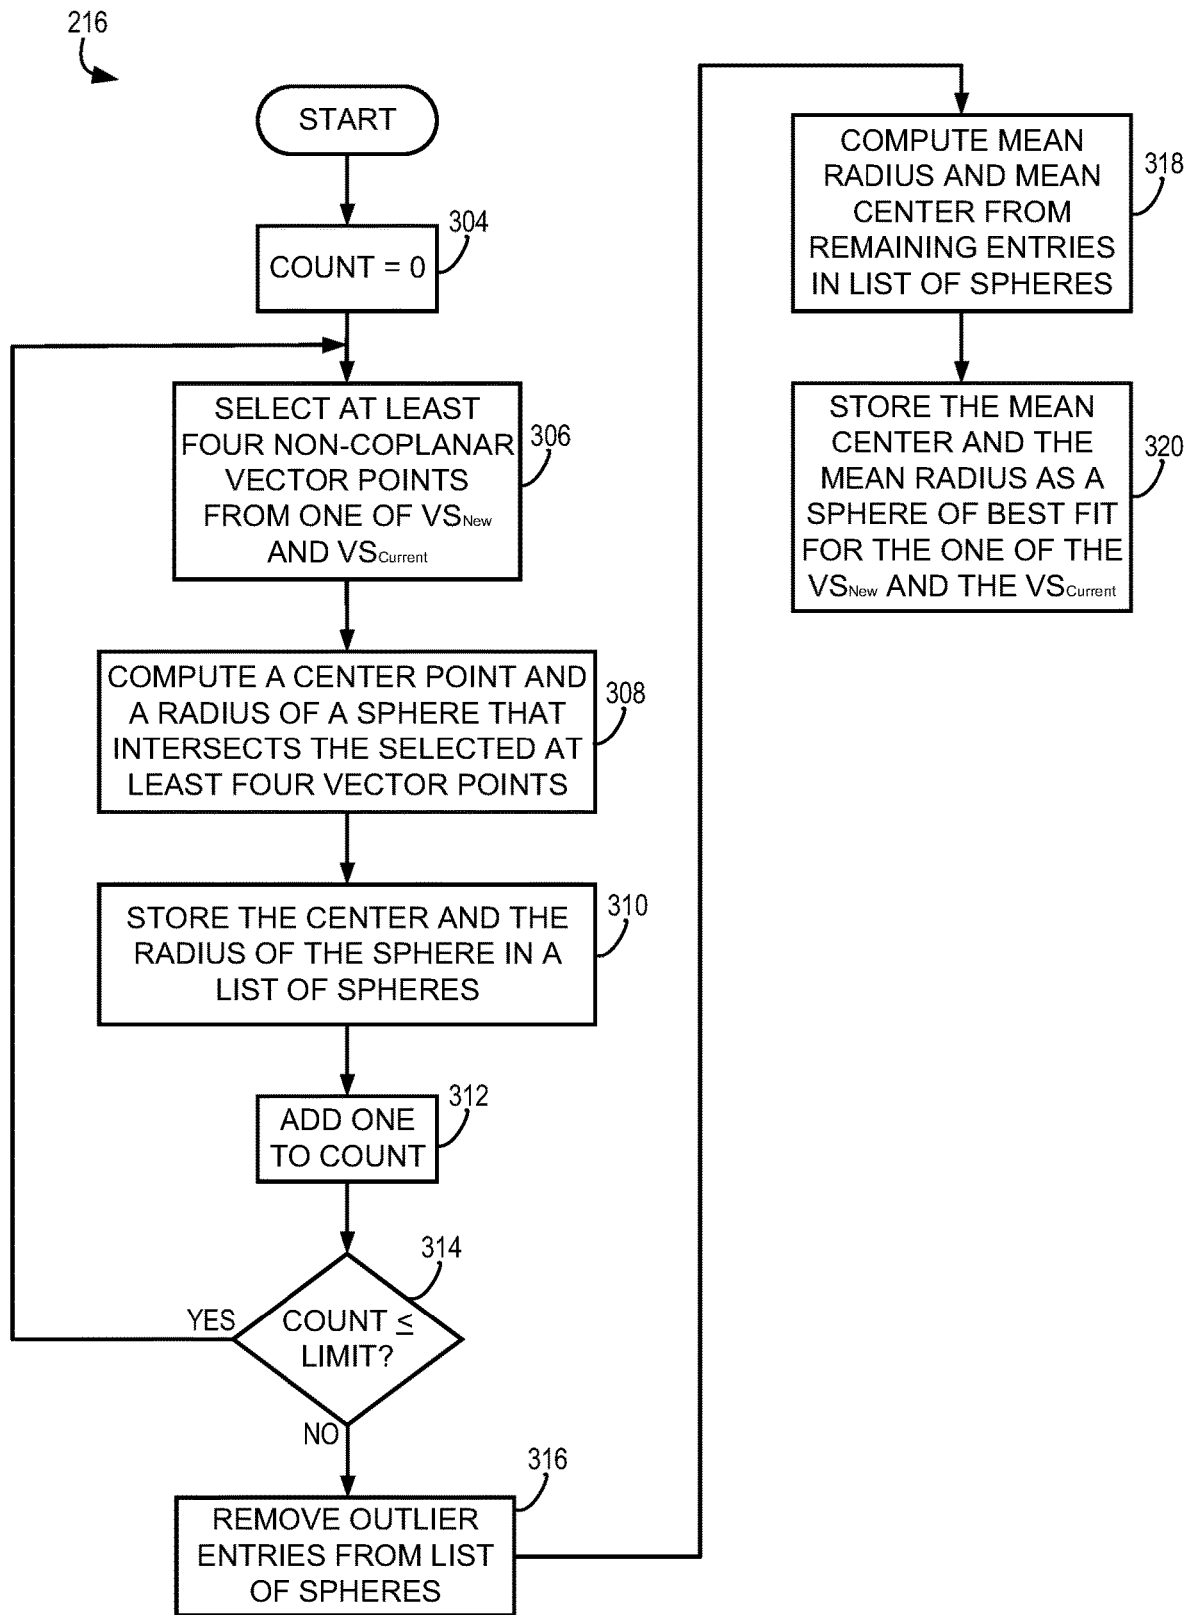 216
START
304
COUNT = 0
SELECT AT LEAST
FOUR NON-COPLANAR
VECTOR POINTS
FROM ONE OF VSNew
AND VSCurrent
306
COMPUTE A CENTER POINT AND
A RADIUS OF A SPHERE THAT
INTERSECTS THE SELECTED AT
LEAST FOUR VECTOR POINTS
308
STORE THE CENTER AND THE
RADIUS OF THE SPHERE IN A
LIST OF SPHERES
310
ADD ONE
TO COUNT
312
314
COUNT ≤
LIMIT?
YES
NO
316
REMOVE OUTLIER
ENTRIES FROM LIST
OF SPHERES
COMPUTE MEAN
RADIUS AND MEAN
CENTER FROM
REMAINING ENTRIES
IN LIST OF SPHERES
318
STORE THE MEAN
CENTER AND THE
MEAN RADIUS AS A
SPHERE OF BEST FIT
FOR THE ONE OF THE
VSNew AND THE VSCurrent
320